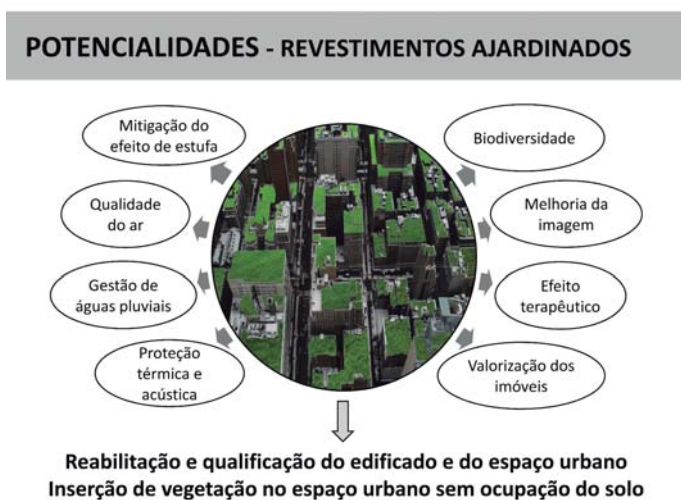 POTENCIALIDADES - REVESTIMENTOS AJARDINADOS
Mitigação do
efeito de estufa
Qualidade
do ar
Gestão de
águas pluviais
Proteção
térmica e
acústica
Biodiversidade
Melhoria da
imagem
Efeito
terapêutico
Valorização dos
imóveis
Reabilitação e qualificação do edificado e do espaço urbano
Inserção de vegetação no espaço urbano sem ocupação do solo